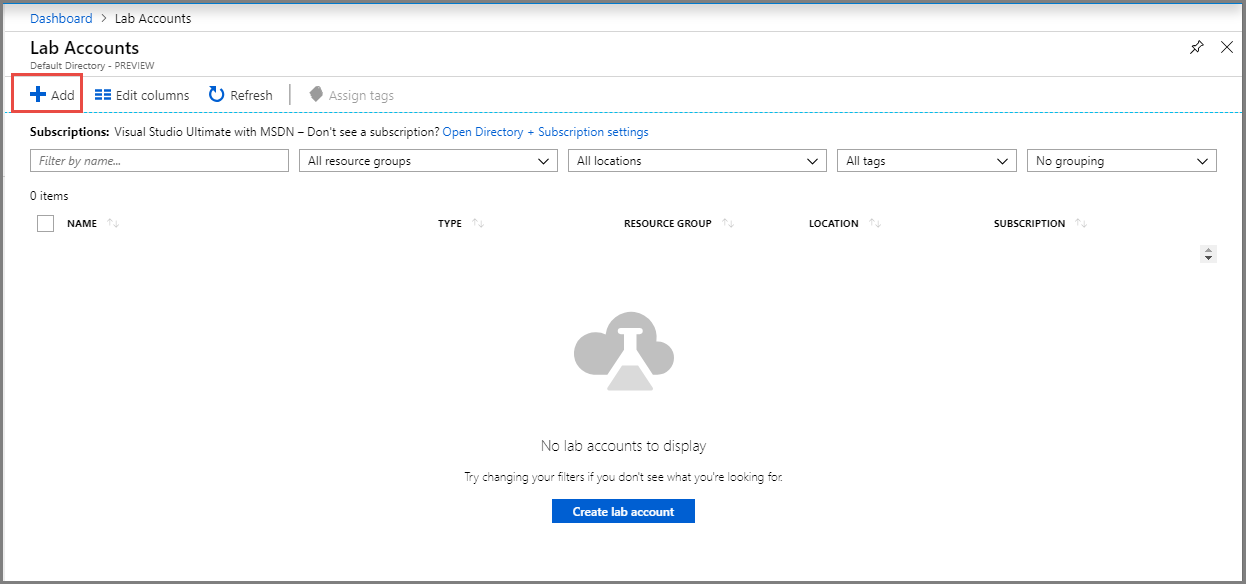 Dashboard > Lab Accounts
Lab Accounts
Default Directory - PREVIEW
Add Edit columns Refresh Assign tags
Subscriptions: Visual Studio Ultimate with MSDN – Don't see a subscription? Open Directory + Subscription settings
Filter by name... All resource groups All locations All tags No grouping
0 items
NAME TYPE RESOURCE GROUP LOCATION SUBSCRIPTION
No lab accounts to display
Try changing your filters if you don't see what you're looking for.
Create lab account